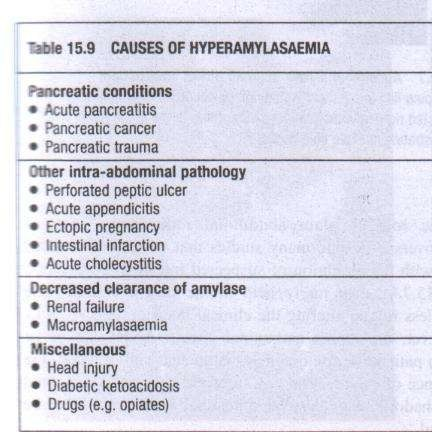 Table 15.9 CAUSES OF HYPERAMYLASAEMIA
Pancreatic conditions
● Acute pancreatitis
● Pancreatic cancer
● Pancreatic trauma
Other intra-abdominal pathology
● Perforated peptic ulcer
● Acute appendicitis
● Ectopic pregnancy
● Intestinal infarction
● Acute cholecystitis
Decreased clearance of amylase
● Renal failure
● Macroamylasaemia
Miscellaneous
● Head injury
● Diabetic ketoacidosis
● Drugs (e.g. opiates)